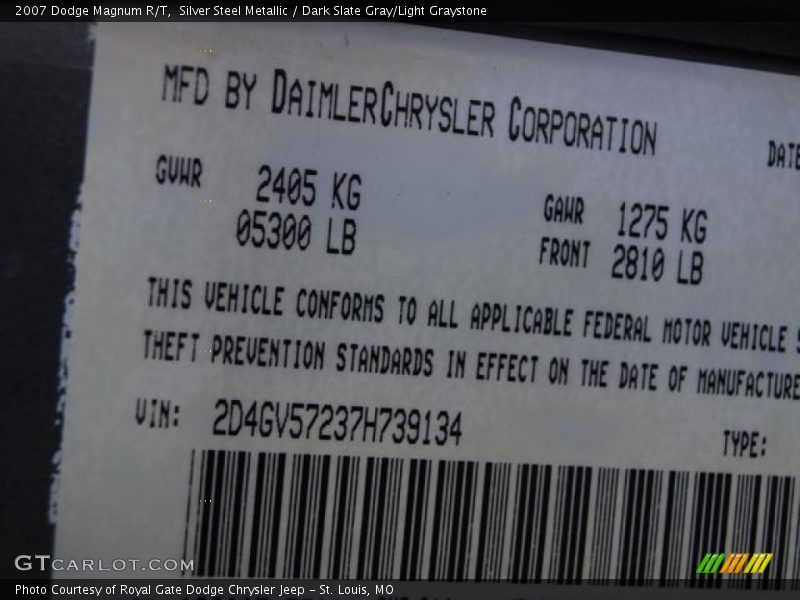 2007 Dodge Magnum R/T,  Silver Steel Metallic / Dark Slate Gray/Light Graystone
MFD BY DAIMLERCHRYSLER CORPORATION
DATE
GVWR 2405 KG
05300 LB
GAWR 1275 KG
FRONT 2810 LB
THIS VEHICLE CONFORMS TO ALL APPLICABLE FEDERAL MOTOR VEHICLE S
THEFT PREVENTION STANDARDS IN EFFECT ON THE DATE OF MANUFACTURE
VIN: 2D4GV57237H739134
TYPE:
GTCARLOT.COM
Photo Courtesy of Royal Gate Dodge Chrysler Jeep – St. Louis, MO